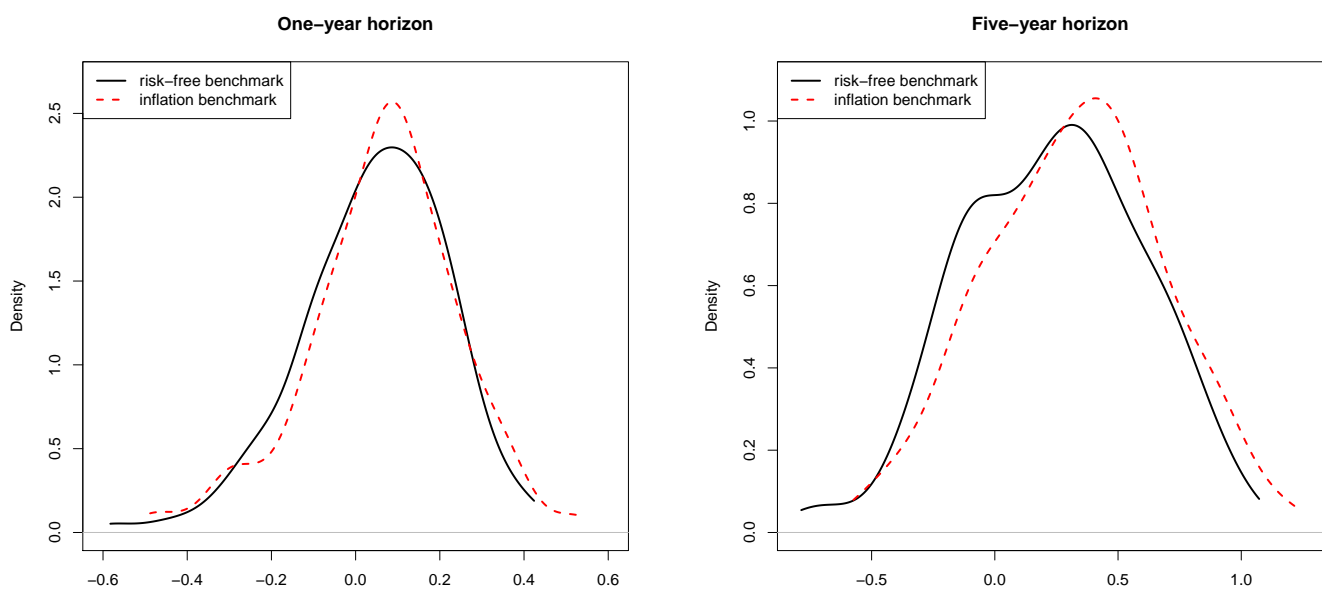 One−year horizon
risk−free benchmark
inflation benchmark
Density
0.0
0.5
1.0
1.5
2.0
2.5
−0.6
−0.4
−0.2
0.0
0.2
0.4
0.6
Five−year horizon
risk−free benchmark
inflation benchmark
Density
0.0
0.2
0.4
0.6
0.8
1.0
−0.5
0.0
0.5
1.0